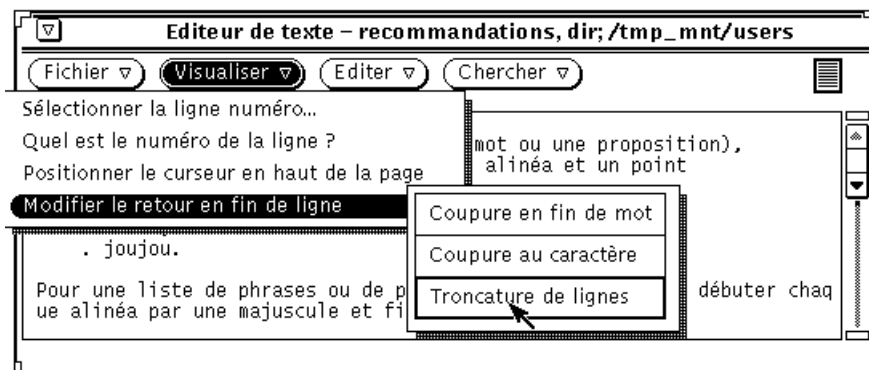 Editeur de texte – recommandations, dir; /tmp_mnt/users
Fichier Visualiser Editer Chercher
Sélectionner la ligne numéro...
Quel est le numéro de la ligne ?
mot ou une proposition),
Positionner le curseur en haut de la page
alinéa et un point
Modifier le retour en fin de ligne
Coupure en fin de mot
. joujou.
Coupure au caractère
Pour une liste de phrases ou de p
Troncature de lignes
débuter chaq
ue alinéa par une majuscule et fi